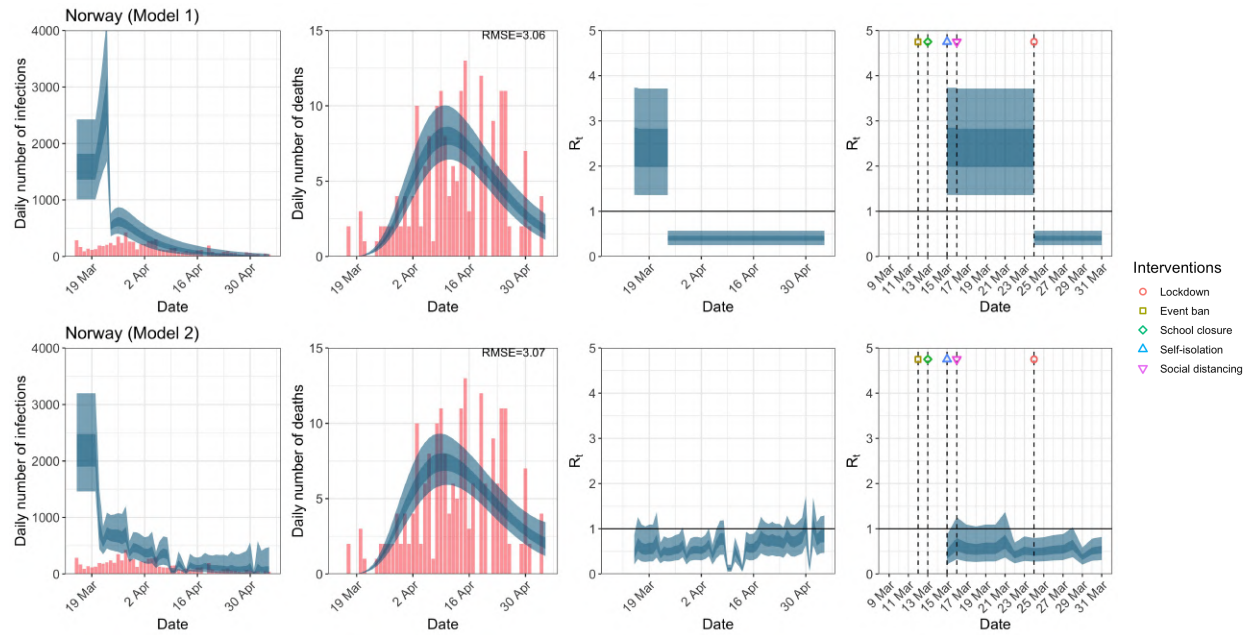 Norway (Model 1)
Daily number of infections
4000
3000
2000
1000
0
19 Mar
2 Apr
16 Apr
30 Apr
Date
Daily number of deaths
15
10
5
0
RMSE=3.06
19 Mar
2 Apr
16 Apr
30 Apr
Date
Rt
5
4
3
2
1
0
19 Mar
2 Apr
16 Apr
30 Apr
Date
Rt
5
4
3
2
1
0
9 Mar
11 Mar
13 Mar
15 Mar
17 Mar
19 Mar
21 Mar
23 Mar
25 Mar
27 Mar
29 Mar
31 Mar
Date
Interventions
Lockdown
Event ban
School closure
Self-isolation
Social distancing
Norway (Model 2)
Daily number of infections
4000
3000
2000
1000
0
19 Mar
2 Apr
16 Apr
30 Apr
Date
Daily number of deaths
15
10
5
0
RMSE=3.07
19 Mar
2 Apr
16 Apr
30 Apr
Date
Rt
5
4
3
2
1
0
19 Mar
2 Apr
16 Apr
30 Apr
Date
Rt
5
4
3
2
1
0
9 Mar
11 Mar
13 Mar
15 Mar
17 Mar
19 Mar
21 Mar
23 Mar
25 Mar
27 Mar
29 Mar
31 Mar
Date